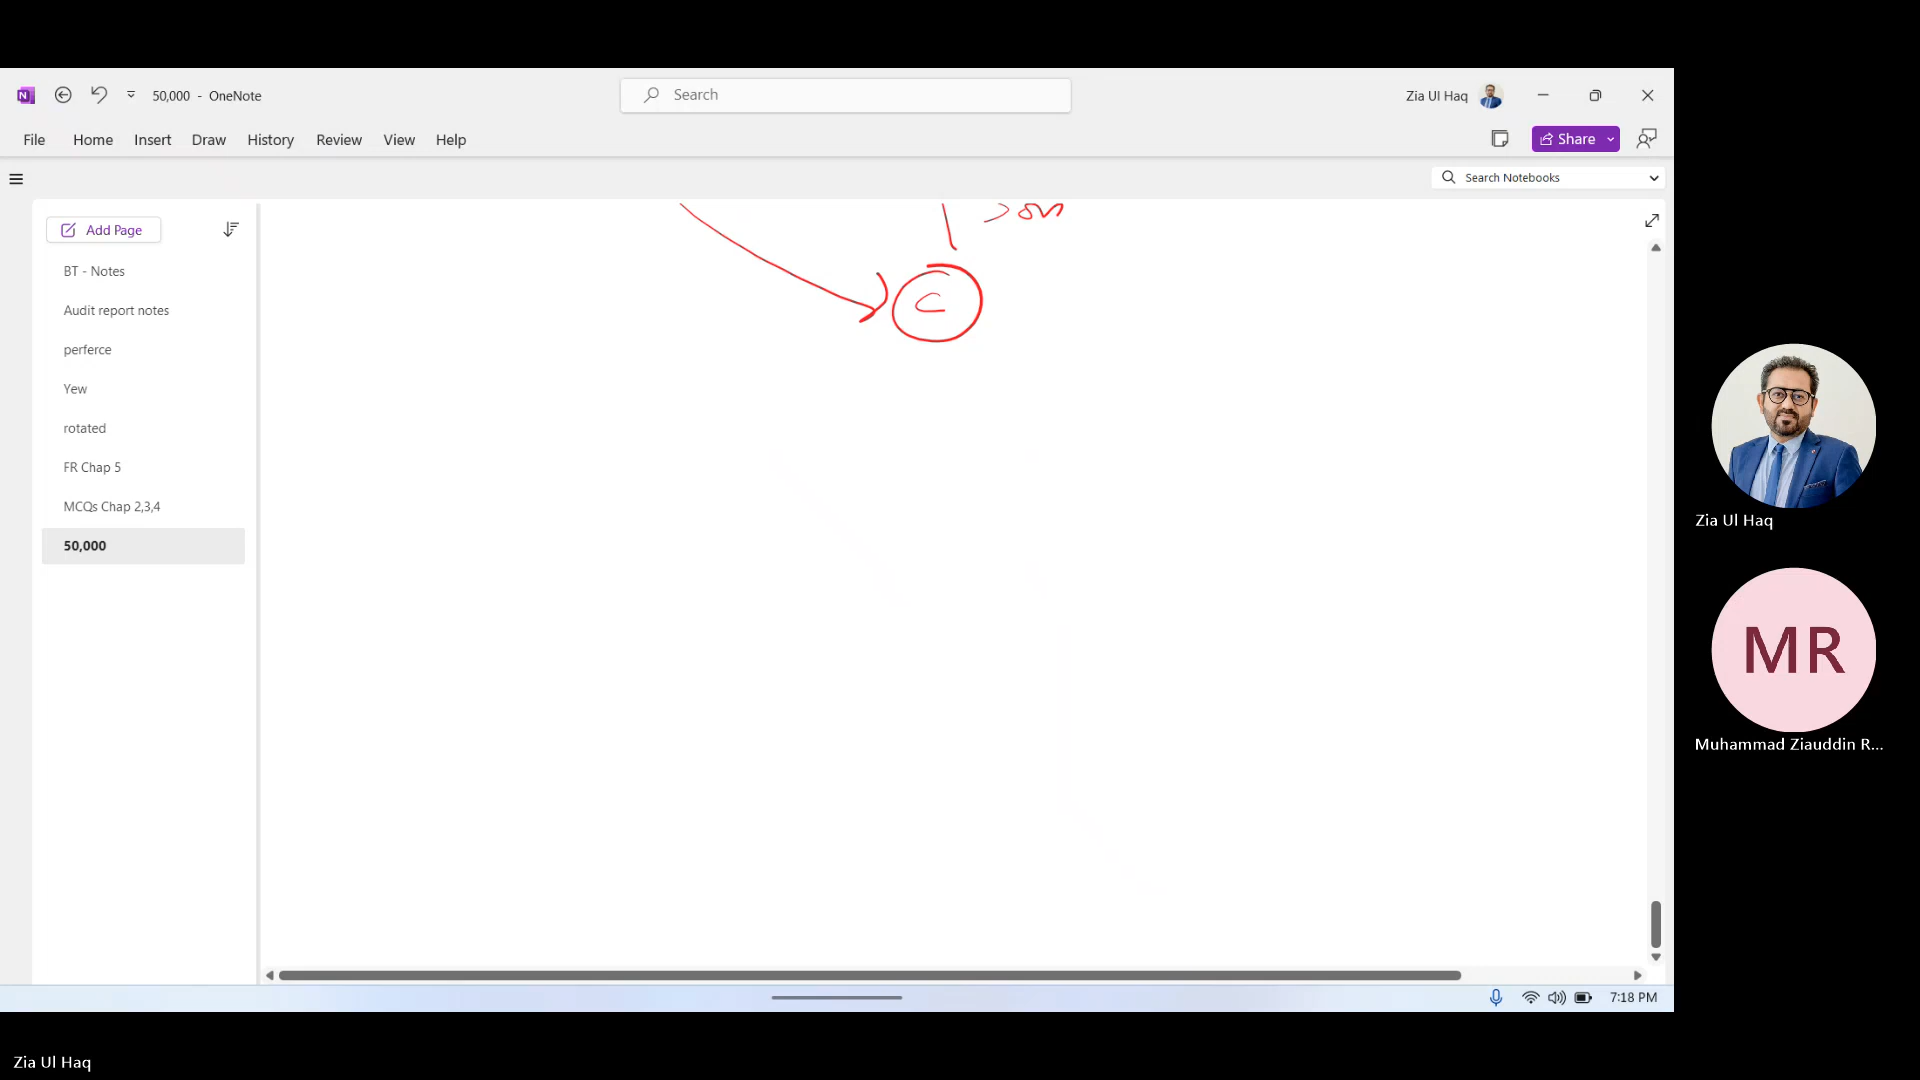 50,000 - OneNote
Search
Zia Ul Haq
File Home Insert Draw History Review View Help
Share
Search Notebooks
Add Page
BT - Notes
Audit report notes
perferce
Yew
rotated
FR Chap 5
MCQs Chap 2,3,4
50,000
C
Zia Ul Haq
MR
Muhammad Ziauddin R...
7:18 PM
Zia Ul Haq